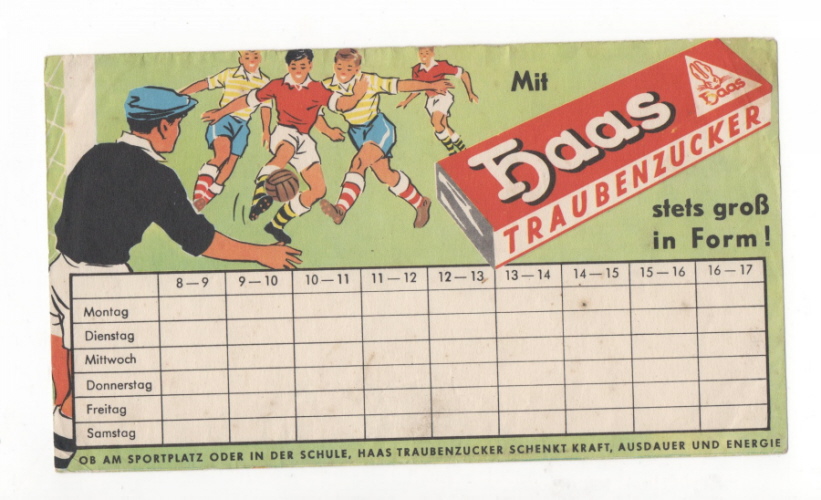 Mit
Haas
TRAUBENZUCKER
Haas
stets groß
in Form!
8—9 9—10 10—11 11—12 12—13 13—14 14—15 15—16 16—17
Montag
Dienstag
Mittwoch
Donnerstag
Freitag
Samstag
OB AM SPORTPLATZ ODER IN DER SCHULE, HAAS TRAUBENZUCKER SCHENKT KRAFT, AUSDAUER UND ENERGIE